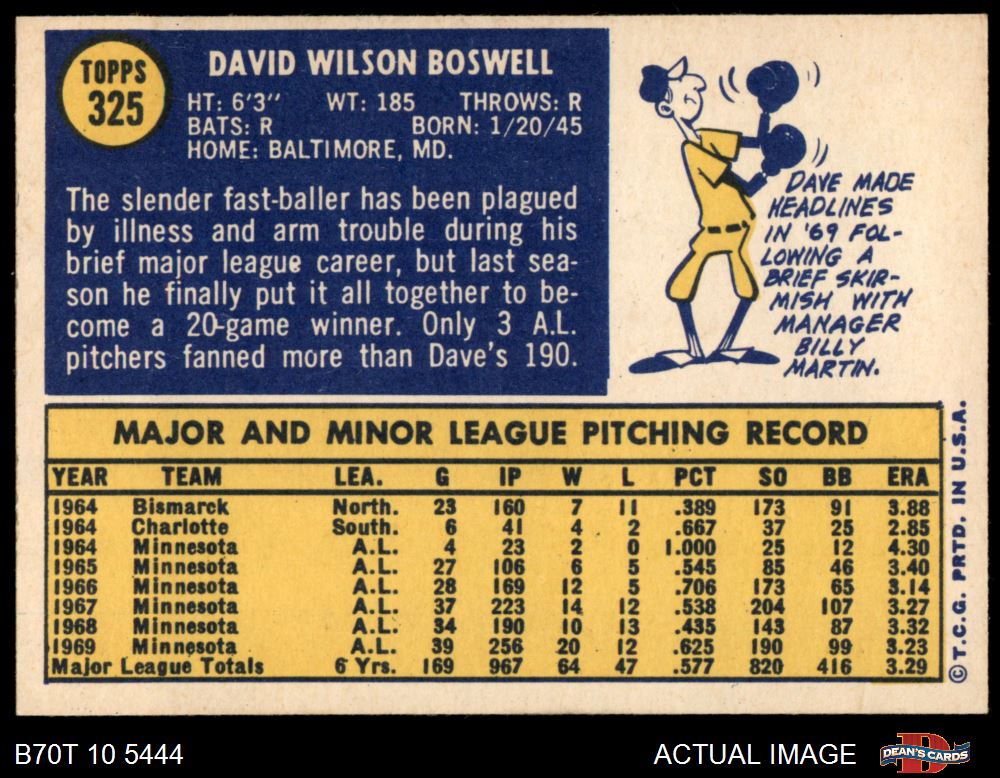 TOPPS
325
DAVID WILSON BOSWELL
HT: 6'3" WT: 185 THROWS: R
BATS: R BORN: 1/20/45
HOME: BALTIMORE, MD.
The slender fast-baller has been plagued
by illness and arm trouble during his
brief major league career, but last sea-
son he finally put it all together to be-
come a 20-game winner. Only 3 A.L.
pitchers fanned more than Dave's 190.
DAVE MADE
HEADLINES
IN '69 FOL-
LOWING A
BRIEF SKIR-
MISH WITH
MANAGER
BILLY
MARTIN.
MAJOR AND MINOR LEAGUE PITCHING RECORD
YEAR TEAM LEA. G IP W L PCT SO BB ERA
1964 Bismarck North. 23 160 7 11 .389 173 91 3.88
1964 Charlotte South. 6 41 4 2 .667 37 25 2.85
1964 Minnesota A.L. 4 23 2 0 1.000 25 12 4.30
1965 Minnesota A.L. 27 106 6 5 .545 85 46 3.40
1966 Minnesota A.L. 28 169 12 5 .706 173 65 3.14
1967 Minnesota A.L. 37 223 14 12 .538 204 107 3.27
1968 Minnesota A.L. 34 190 10 13 .435 143 87 3.32
1969 Minnesota A.L. 39 256 20 12 .625 190 99 3.23
Major League Totals 6 Yrs. 169 967 64 47 .577 820 416 3.29
© T.C.G. PRTD. IN U.S.A.
B70T 10 5444
ACTUAL IMAGE
D
DEAN'S CARDS